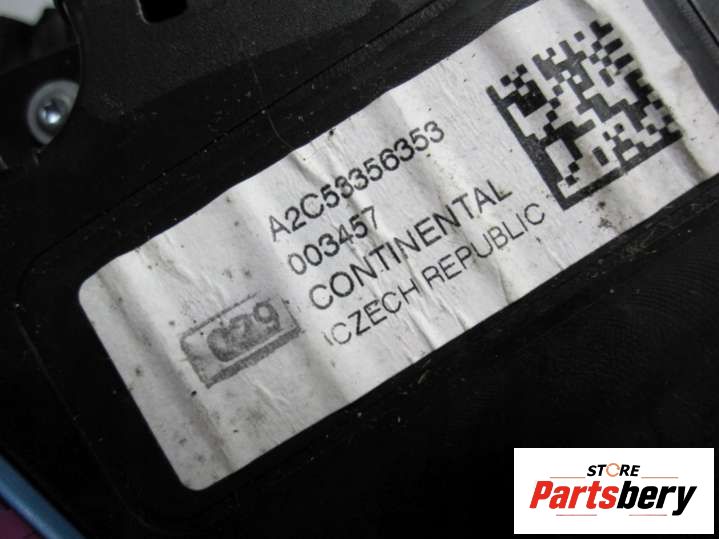 A2C53356353
003457
CONTINENTAL
CZECH REPUBLIC
029
STORE
Partsbery